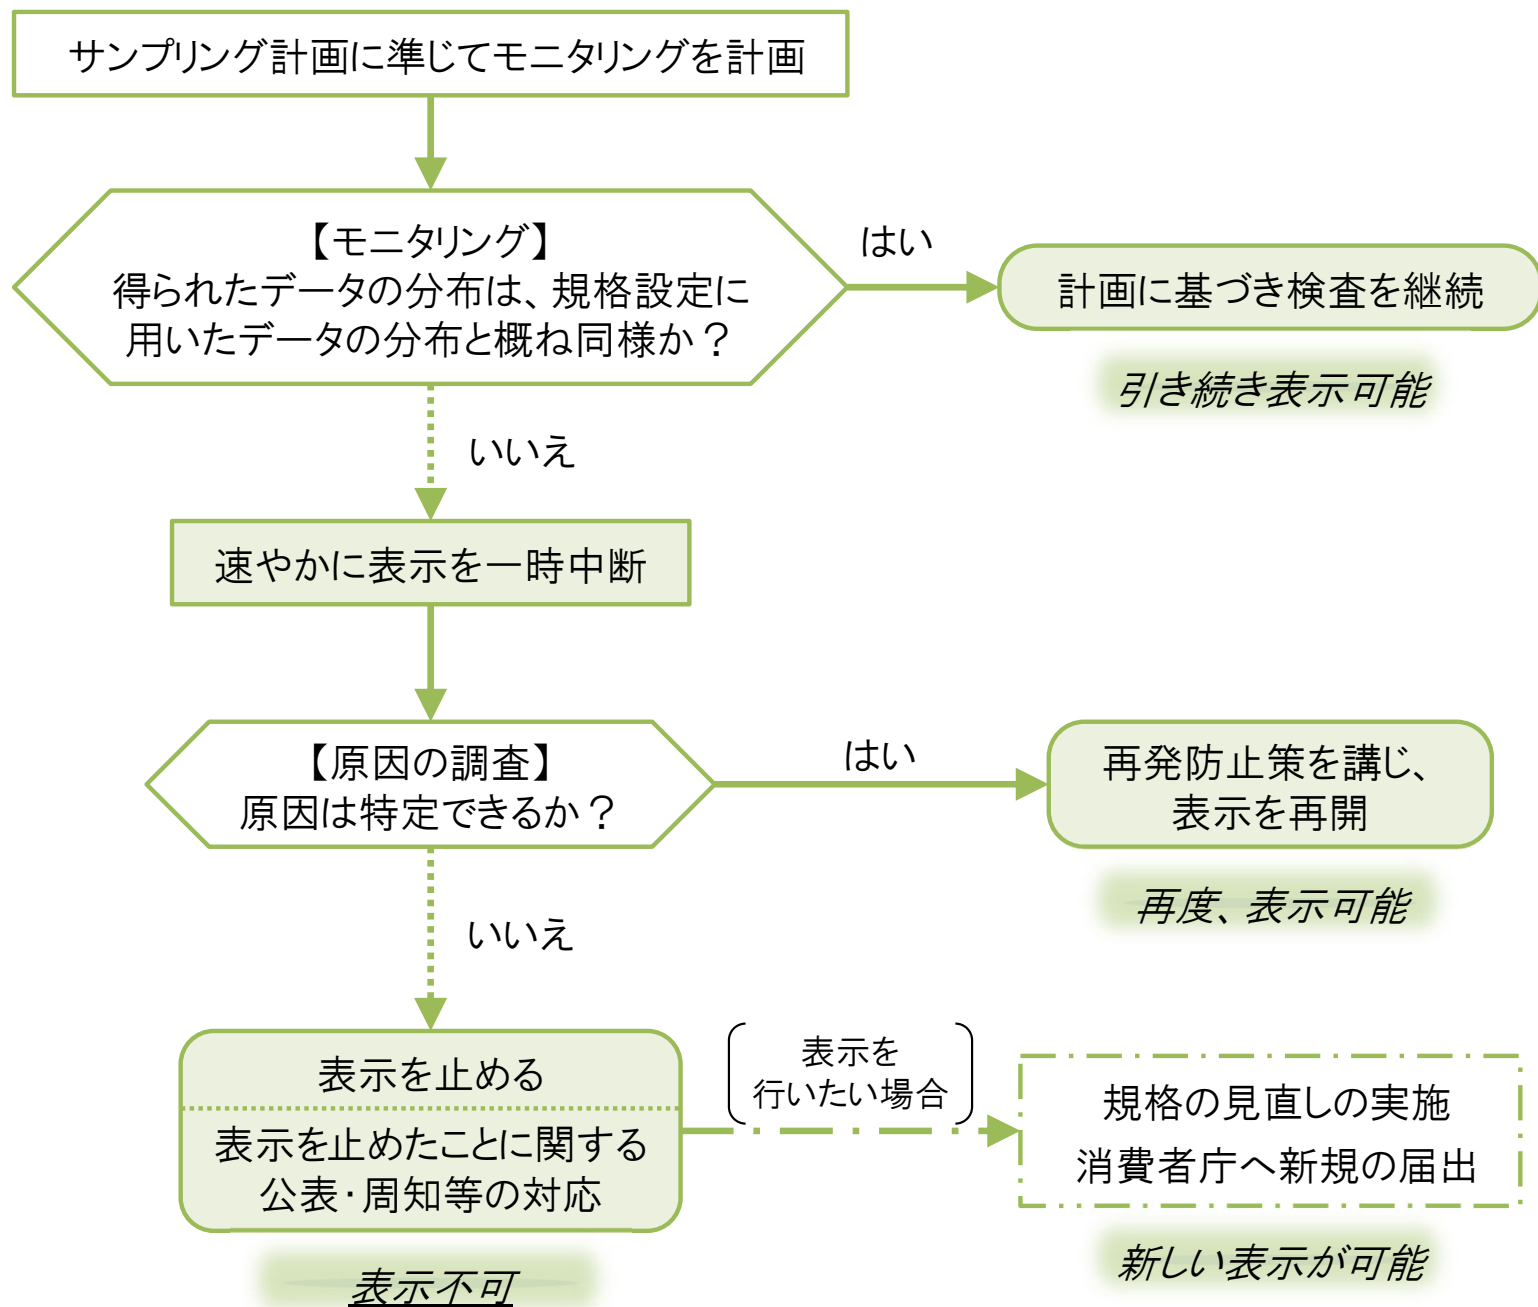 サンプリング計画に準じてモニタリングを計画
【モニタリング】
得られたデータの分布は、規格設定に
用いたデータの分布と概ね同様か？
はい
計画に基づき検査を継続
引き続き表示可能
いいえ
速やかに表示を一時中断
【原因の調査】
原因は特定できるか？
はい
再発防止策を講じ、
表示を再開
再度、表示可能
いいえ
表示を止める
表示を止めたことに関する
公表・周知等の対応
表示不可
表示を
行いたい場合
規格の見直しの実施
消費者庁へ新規の届出
新しい表示が可能